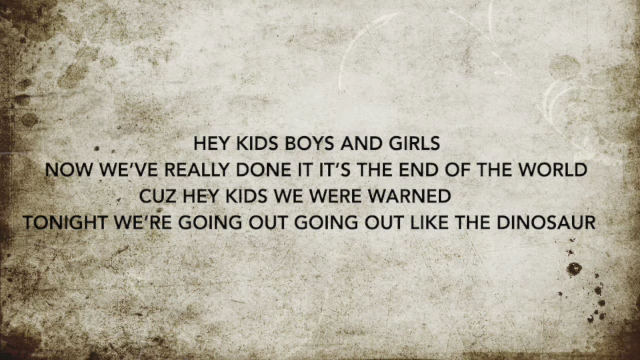 HEY KIDS BOYS AND GIRLS
NOW WE'VE REALLY DONE IT IT'S THE END OF THE WORLD
CUZ HEY KIDS WE WERE WARNED
TONIGHT WE'RE GOING OUT GOING OUT LIKE THE DINOSAUR